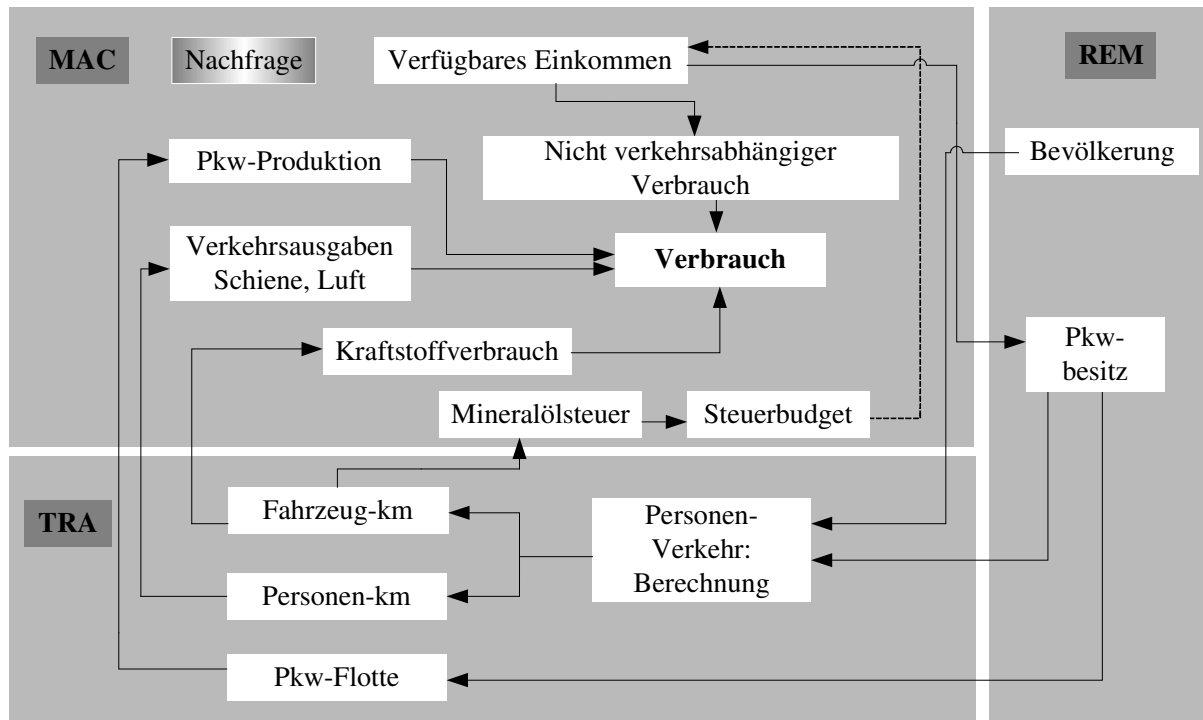 MAC
Nachfrage
Verfügbares Einkommen
REM
Pkw-Produktion
Nicht verkehrsabhängiger
Verbrauch
Bevölkerung
Verkehrsausgaben
Schiene, Luft
Verbrauch
Kraftstoffverbrauch
Pkw-
besitz
Mineralölsteuer
Steuerbudget
TRA
Fahrzeug-km
Personen-
Verkehr:
Berechnung
Personen-km
Pkw-Flotte